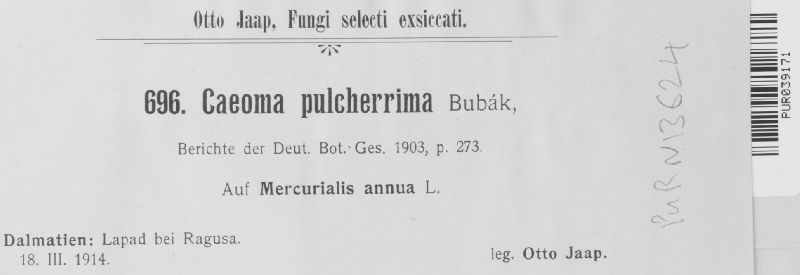 Otto Jaap, Fungi selecti exsiccati.
696. Caeoma pulcherrima Bubák,
Berichte der Deut. Bot. Ges. 1903, p. 273.
Auf Mercurialis annua L.
Dalmatien: Lapad bei Ragusa.
18. III. 1914.
leg. Otto Jaap.
PUR N13624
PUR039171